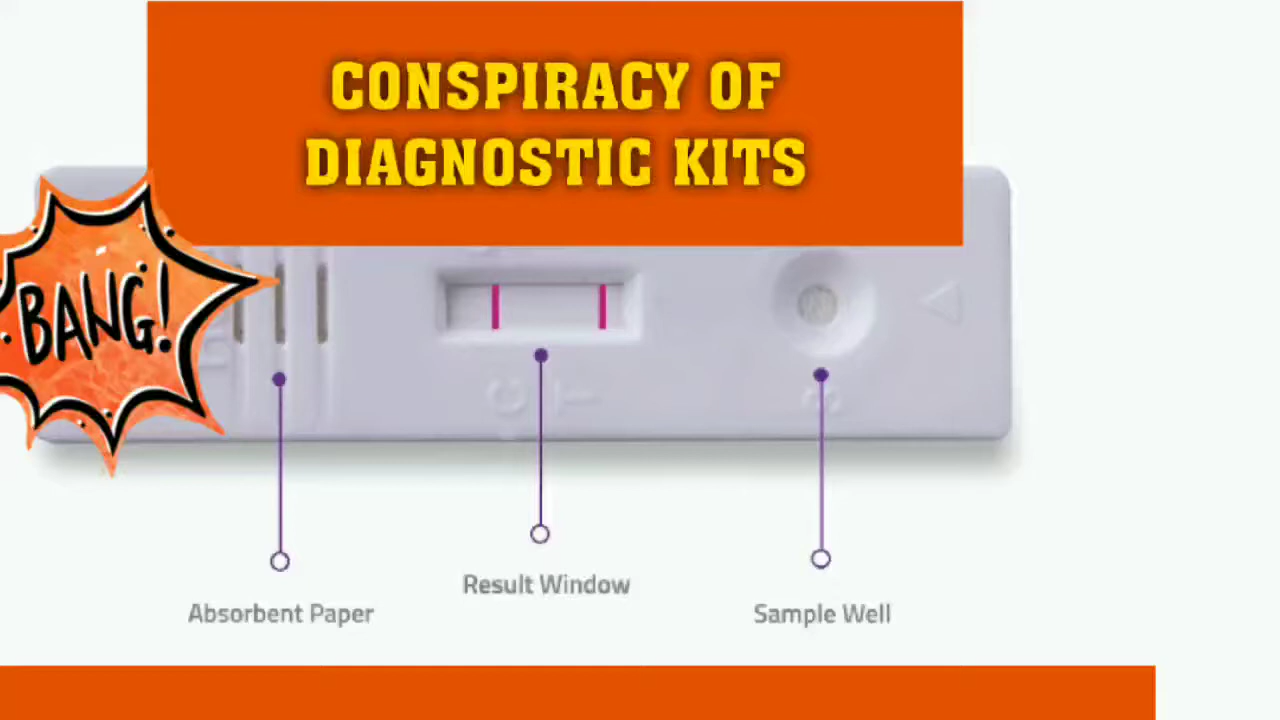 CONSPIRACY OF
DIAGNOSTIC KITS
BANG!
C T
S
Result Window
Absorbent Paper
Sample Well